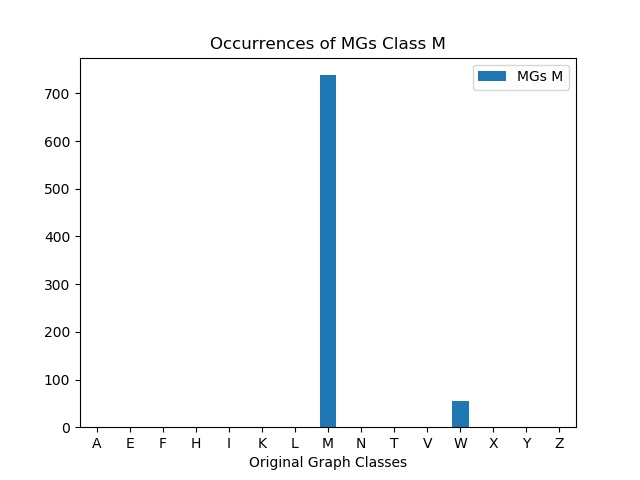 Occurrences of MGs Class M
MGs M
700
600
500
400
300
200
100
0
A E F H I K L M N T V W X Y Z
Original Graph Classes